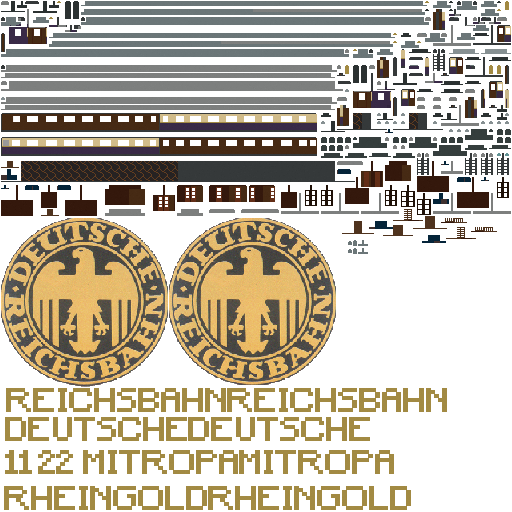 DEUTSCHE REICHSBAHN DEUTSCHE REICHSBAHN
REICHSBAHNREICHSBAHN
DEUTSCHEDEUTSCHE
1122 MITROPAMITROPA
RHEINGOLDRHEINGOLD